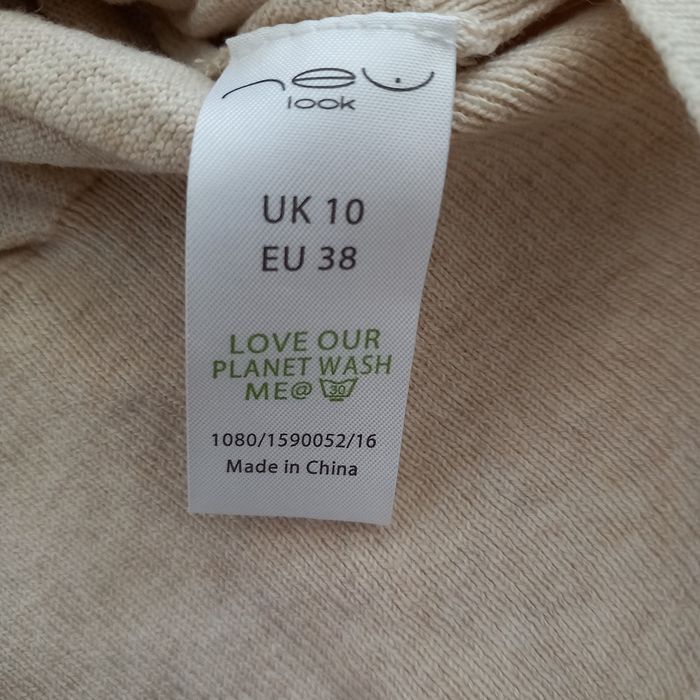 new
look
UK 10
EU 38
LOVE OUR
PLANET WASH
ME@ 30
1080/1590052/16
Made in China